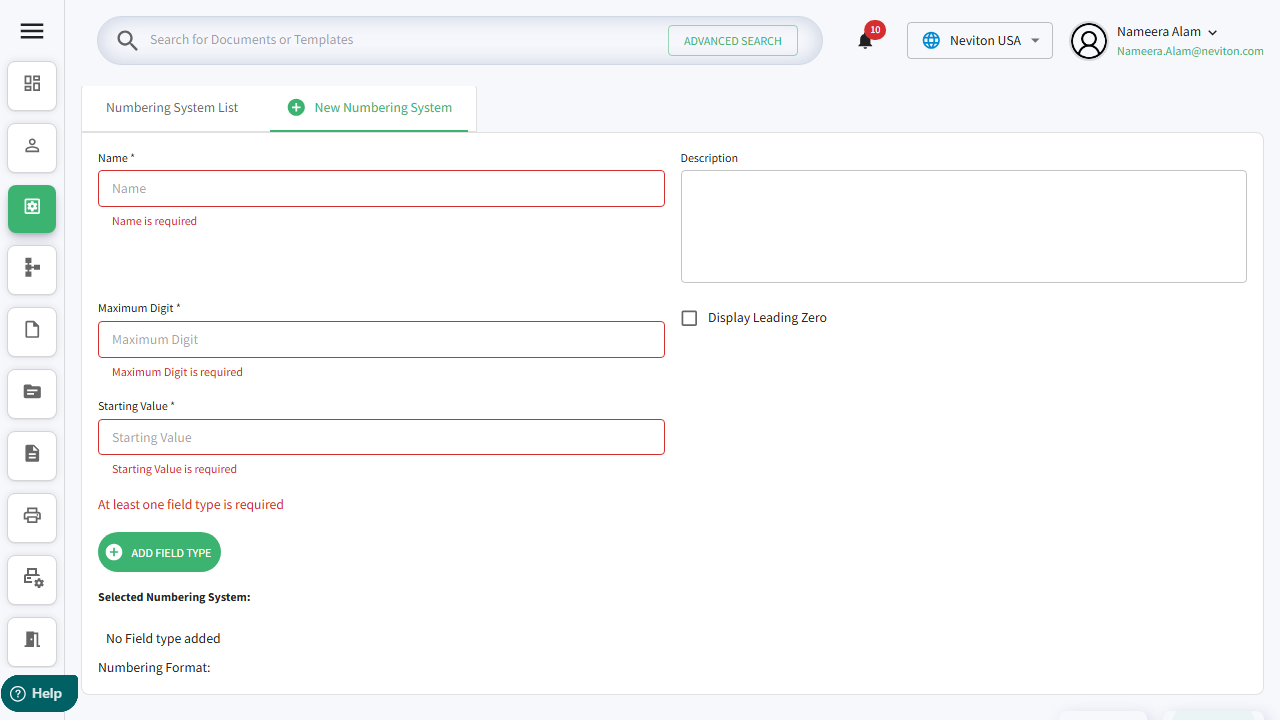 Search for Documents or Templates
ADVANCED SEARCH
10
Neviton USA
Nameera Alam
Nameera.Alam@neviton.com
Numbering System List
New Numbering System
Name *
Name
Name is required
Description
Maximum Digit *
Maximum Digit
Maximum Digit is required
Display Leading Zero
Starting Value *
Starting Value
Starting Value is required
At least one field type is required
ADD FIELD TYPE
Selected Numbering System:
No Field type added
Numbering Format:
Help